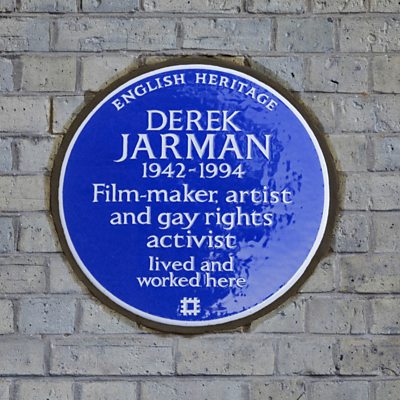 ENGLISH HERITAGE
DEREK
JARMAN
1942-1994
Film-maker, artist
and gay rights
activist
lived and
worked here